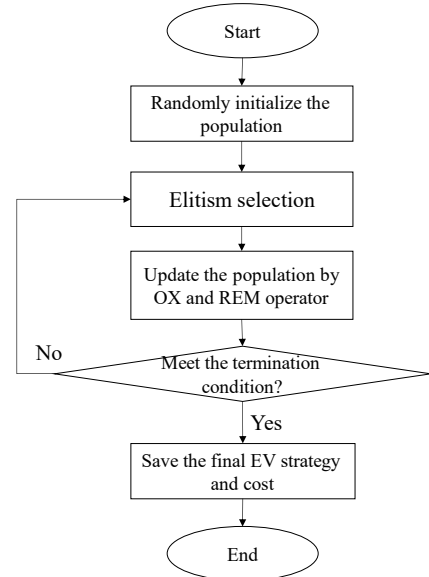 Start
Randomly initialize the
population
Elitism selection
Update the population by
OX and REM operator
No
Meet the termination
condition?
Yes
Save the final EV strategy
and cost
End